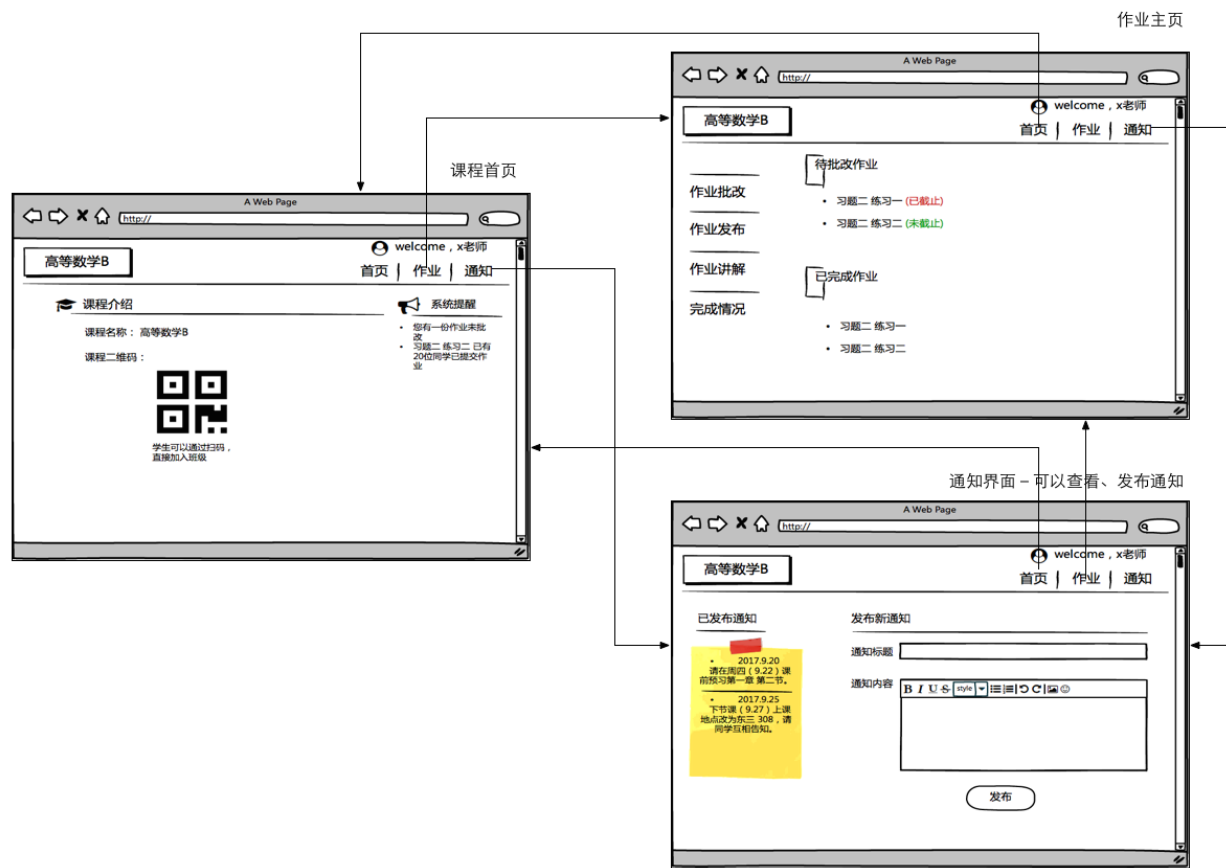 作业主页
A Web Page
http://
welcome，x老师
高等数学B
首页 | 作业 | 通知
待批改作业
作业批改
• 习题二 练习一 (已截止)
• 习题二 练习二 (未截止)
作业发布
作业讲解
已完成作业
完成情况
• 习题二 练习一
• 习题二 练习二
课程首页
A Web Page
http://
welcome，x老师
高等数学B
首页 | 作业 | 通知
课程介绍
课程名称： 高等数学B
课程二维码：
学生可以通过扫码，
直接加入班级
系统提醒
• 您有一份作业未批
改
• 习题二 练习二 已有
20位同学已提交作
业
通知界面 – 可以查看、发布通知
A Web Page
http://
welcome，x老师
高等数学B
首页 | 作业 | 通知
已发布通知
• 2017.9.20
请在周四（9.22）课
前预习第一章 第二节。
• 2017.9.25
下节课（9.27）上课
地点改为东三 308，请
同学互相告知。
发布新通知
通知标题
通知内容
B I U S style
发布